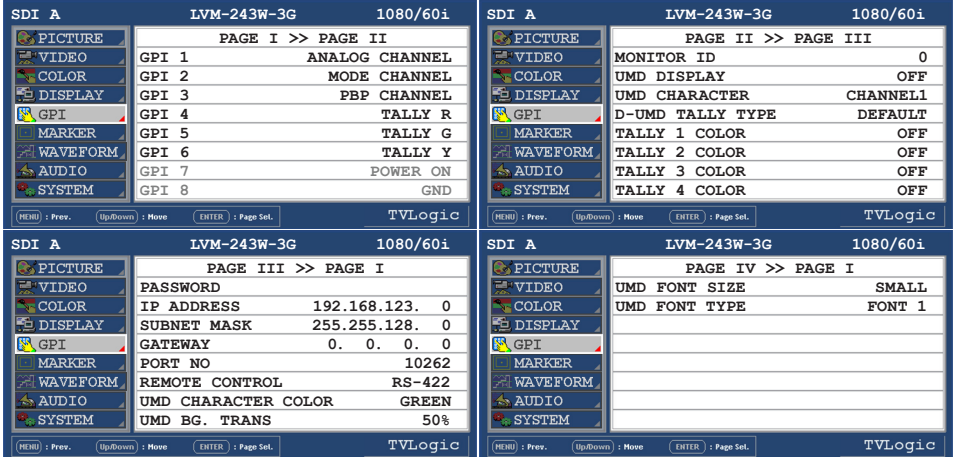 SDI A LVM-243W-3G 1080/60i
PICTURE
VIDEO
COLOR
DISPLAY
GPI
MARKER
WAVEFORM
AUDIO
SYSTEM
PAGE I >> PAGE II
GPI 1 ANALOG CHANNEL
GPI 2 MODE CHANNEL
GPI 3 PBP CHANNEL
GPI 4 TALLY R
GPI 5 TALLY G
GPI 6 TALLY Y
GPI 7 POWER ON
GPI 8 GND
MENU : Prev. Up/Down : Move ENTER : Page Sel. TVLogic
SDI A LVM-243W-3G 1080/60i
PICTURE
VIDEO
COLOR
DISPLAY
GPI
MARKER
WAVEFORM
AUDIO
SYSTEM
PAGE II >> PAGE III
MONITOR ID 0
UMD DISPLAY OFF
UMD CHARACTER CHANNEL1
D-UMD TALLY TYPE DEFAULT
TALLY 1 COLOR OFF
TALLY 2 COLOR OFF
TALLY 3 COLOR OFF
TALLY 4 COLOR OFF
MENU : Prev. Up/Down : Move ENTER : Page Sel. TVLogic
SDI A LVM-243W-3G 1080/60i
PICTURE
VIDEO
COLOR
DISPLAY
GPI
MARKER
WAVEFORM
AUDIO
SYSTEM
PAGE III >> PAGE I
PASSWORD
IP ADDRESS 192.168.123. 0
SUBNET MASK 255.255.128. 0
GATEWAY 0. 0. 0. 0
PORT NO 10262
REMOTE CONTROL RS-422
UMD CHARACTER COLOR GREEN
UMD BG. TRANS 50%
MENU : Prev. Up/Down : Move ENTER : Page Sel. TVLogic
SDI A LVM-243W-3G 1080/60i
PICTURE
VIDEO
COLOR
DISPLAY
GPI
MARKER
WAVEFORM
AUDIO
SYSTEM
PAGE IV >> PAGE I
UMD FONT SIZE SMALL
UMD FONT TYPE FONT 1
MENU : Prev. Up/Down : Move ENTER : Page Sel. TVLogic